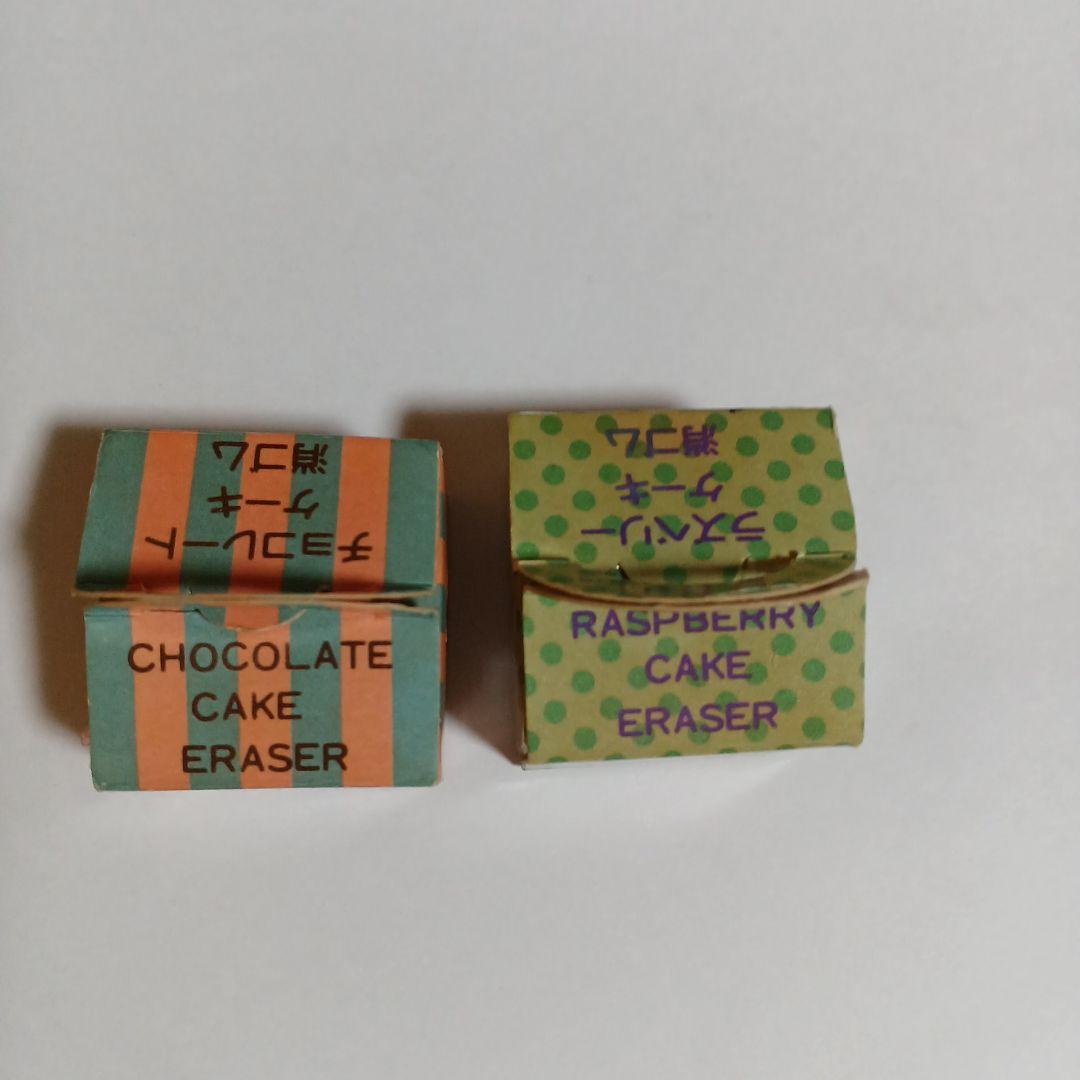 チョコレート
ケーキ
消ゴム
CHOCOLATE
CAKE
ERASER
ラズベリー
ケーキ
消ゴム
RASPBERRY
CAKE
ERASER